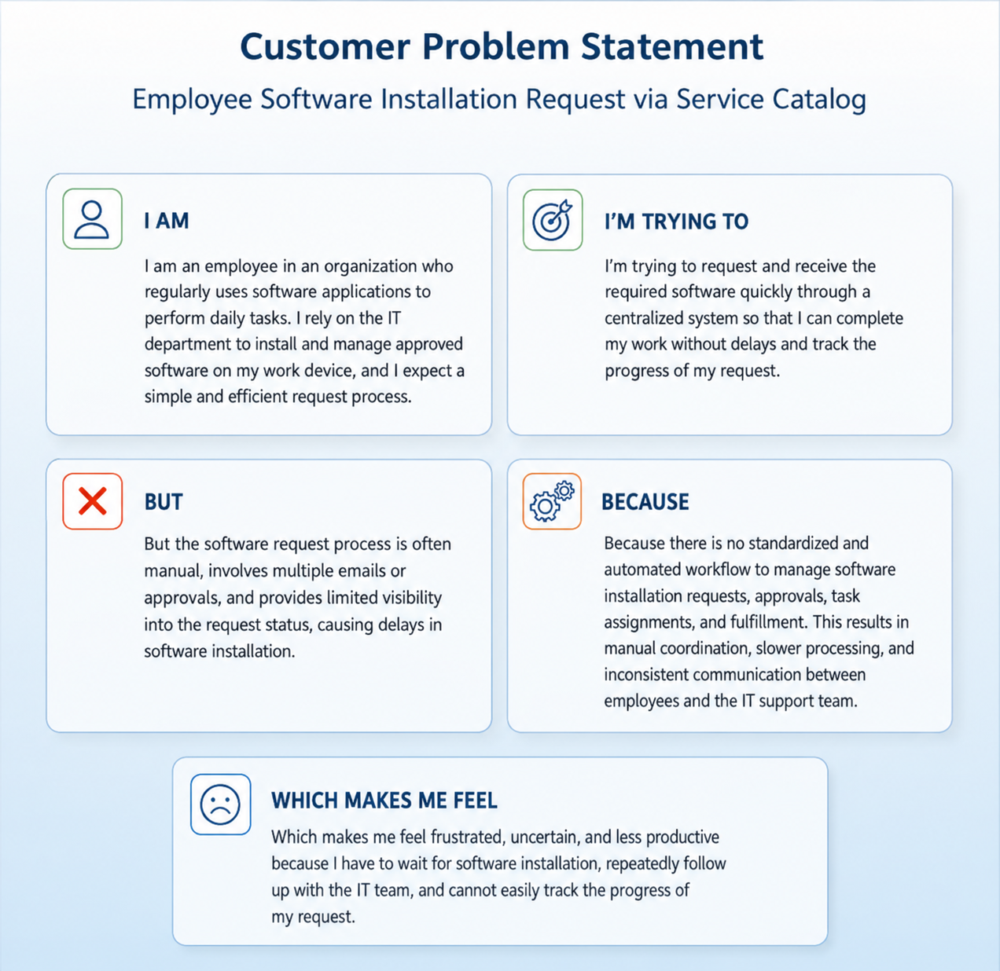 Customer Problem Statement
Employee Software Installation Request via Service Catalog
I AM
I am an employee in an organization who
regularly uses software applications to
perform daily tasks. I rely on the IT
department to install and manage approved
software on my work device, and I expect a
simple and efficient request process.
I’M TRYING TO
I’m trying to request and receive the
required software quickly through a
centralized system so that I can complete
my work without delays and track the
progress of my request.
BUT
But the software request process is often
manual, involves multiple emails or
approvals, and provides limited visibility
into the request status, causing delays in
software installation.
BECAUSE
Because there is no standardized and
automated workflow to manage software
installation requests, approvals, task
assignments, and fulfillment. This results in
manual coordination, slower processing, and
inconsistent communication between
employees and the IT support team.
WHICH MAKES ME FEEL
Which makes me feel frustrated, uncertain, and less productive
because I have to wait for software installation, repeatedly follow
up with the IT team, and cannot easily track the progress of
my request.